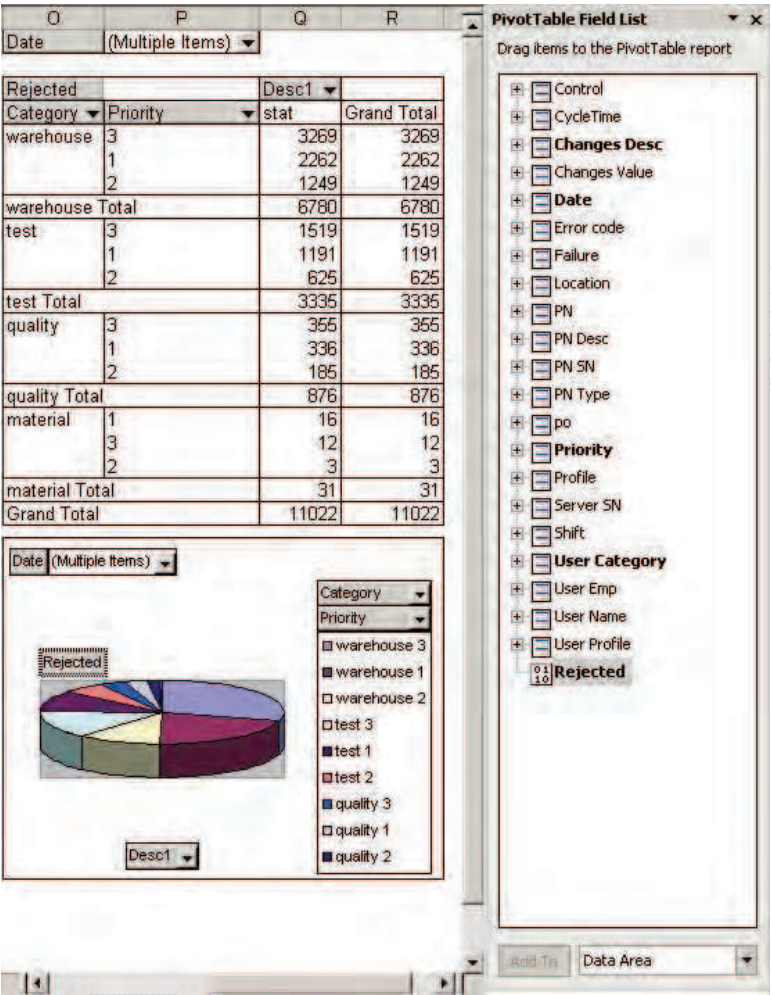 O P Q R
Date (Multiple Items)
Rejected Desc1
Category Priority stat Grand Total
warehouse 3 3269 3269
1 2262 2262
2 1249 1249
warehouse Total 6780 6780
test 3 1519 1519
1 1191 1191
2 625 625
test Total 3335 3335
quality 3 355 355
1 336 336
2 185 185
quality Total 876 876
material 1 16 16
3 12 12
2 3 3
material Total 31 31
Grand Total 11022 11022
Date (Multiple Items)
Category
Priority
Rejected
warehouse 3
warehouse 1
warehouse 2
test 3
test 1
test 2
quality 3
quality 1
quality 2
Desc1
PivotTable Field List
Drag items to the PivotTable report
Control
CycleTime
Changes Desc
Changes Value
Date
Error code
Failure
Location
PN
PN Desc
PN SN
PN Type
po
Priority
Profile
Server SN
Shift
User Category
User Emp
User Name
User Profile
01
10 Rejected
Add To Data Area